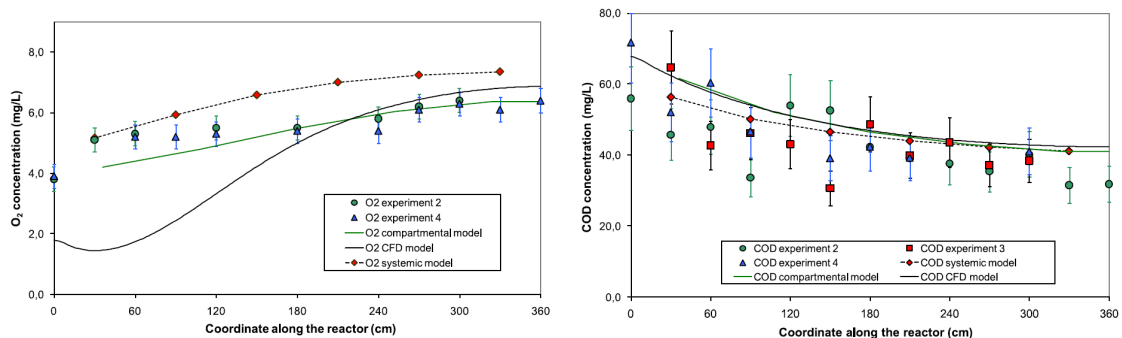 8,0
6,0
4,0
2,0
0,0
O₂ concentration (mg/L)
O2 experiment 2
O2 experiment 4
O2 compartmental model
O2 CFD model
O2 systemic model
0 60 120 180 240 300 360
Coordinate along the reactor (cm)
80,0
60,0
40,0
20,0
0,0
COD concentration (mg/L)
COD experiment 2 COD experiment 3
COD experiment 4 COD systemic model
COD compartmental model COD CFD model
0 60 120 180 240 300 360
Coordinate along the reactor (cm)